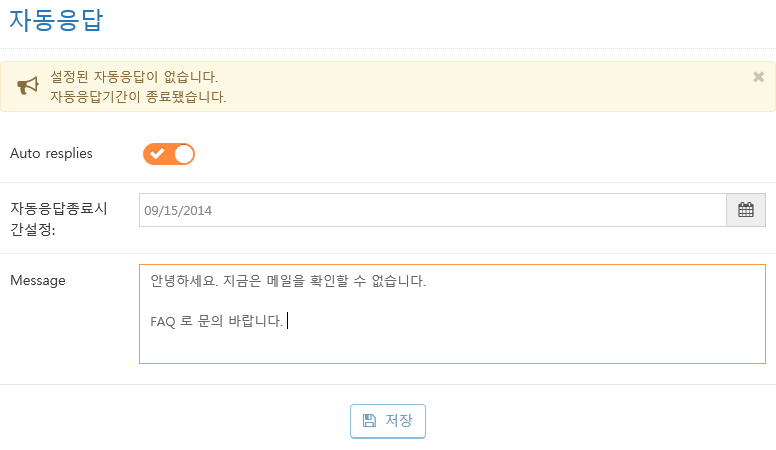 자동응답
설정된 자동응답이 없습니다.
자동응답기간이 종료됐습니다.
Auto resplies
자동응답종료시
간설정:
09/15/2014
Message
안녕하세요. 지금은 메일을 확인할 수 없습니다.
FAQ 로 문의 바랍니다.
저장